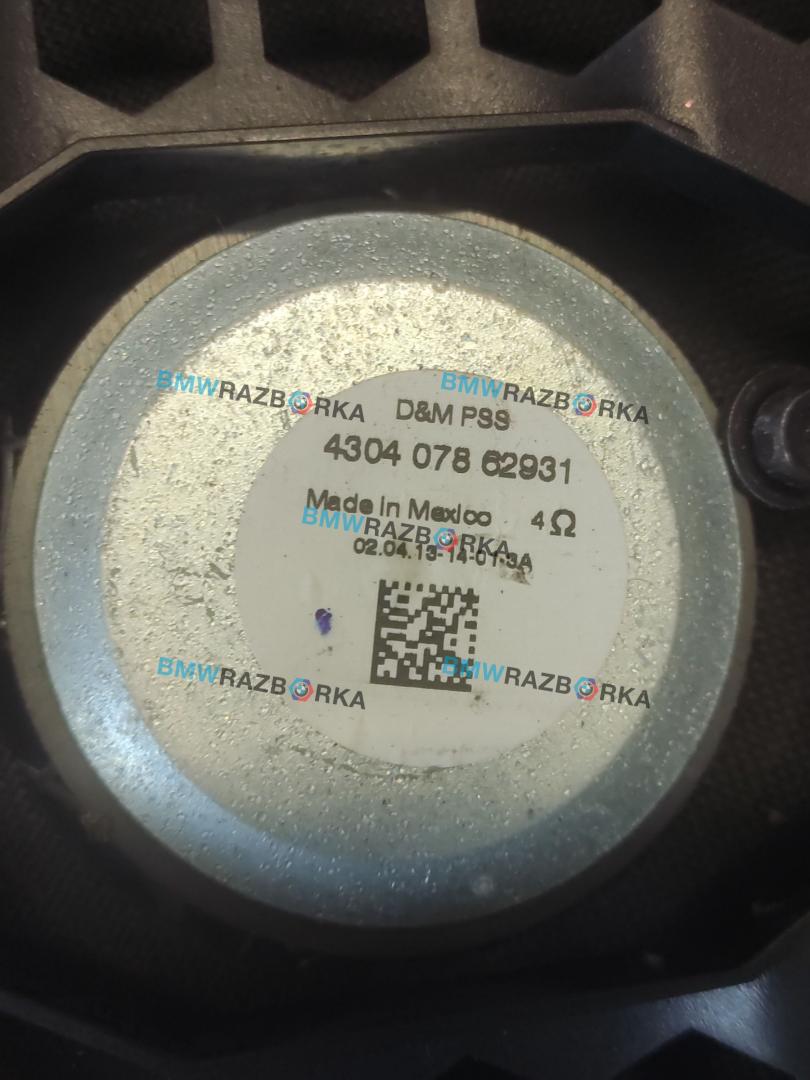 BMWRAZBORKA
BMWRAZBORKA
D&M PSS
4304 078 62931
Made in Mexico 4Ω
BMWRAZBORKA
02.04.13-14-01-3A
BMWRAZBORKA
BMWRAZBORKA